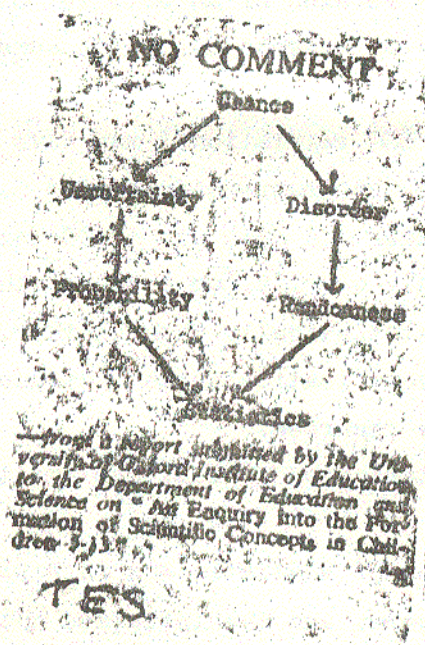 NO COMMENT
Chance
Uncertainty
Disorder
Probability
Randomness
Statistics
—from a report submitted by the Uni-
versity of Oxford Institute of Education
to the Department of Education and
Science on "An Enquiry into the For-
mation of Scientific Concepts in Chil-
dren 5-13"
TES